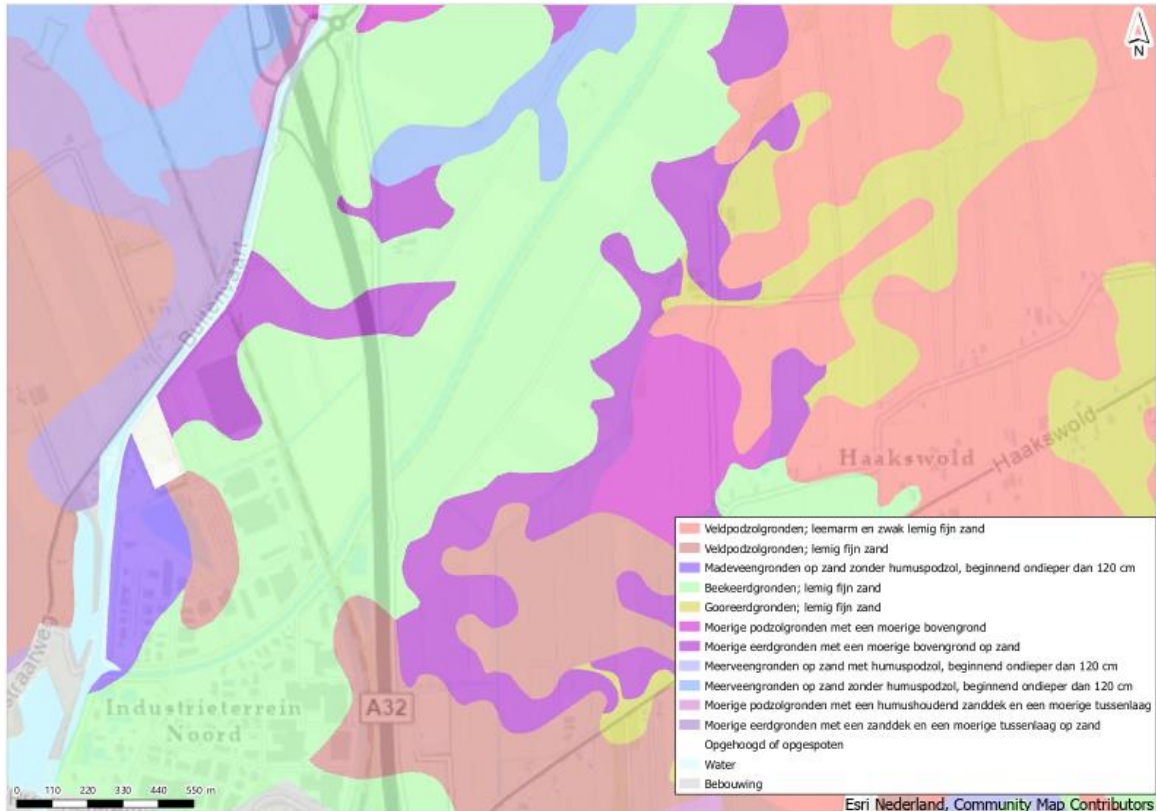 N
Buitenvaart
Haakswold
Haakswold
Industrieterrein
Noord
A32
Veldpodzolgronden; leemarm en zwak lemig fijn zand
Veldpodzolgronden; lemig fijn zand
Madeveengronden op zand zonder humuspodzol, beginnend ondieper dan 120 cm
Beekeerdgronden; lemig fijn zand
Gooreerdgronden; lemig fijn zand
Moerige podzolgronden met een moerige bovengrond
Moerige eerdgronden met een moerige bovengrond op zand
Meerveengronden op zand met humuspodzol, beginnend ondieper dan 120 cm
Meerveengronden op zand zonder humuspodzol, beginnend ondieper dan 120 cm
Moerige podzolgronden met een humushoudend zanddek en een moerige tussenlaag
Moerige eerdgronden met een zanddek en een moerige tussenlaag op zand
Opgehoogd of opgespoten
Water
Bebouwing
0 110 220 330 440 550 m
Esri Nederland, Community Map Contributors